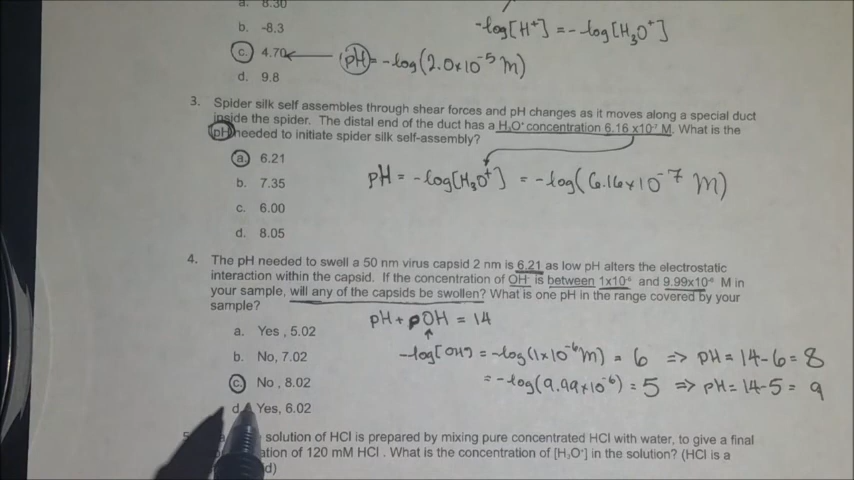 a. 8.30
-log[H⁺] = -log[H₃O⁺]
b. -8.3
c. 4.70
pH = -log(2.0x10⁻⁵ M)
d. 9.8
3. Spider silk self assembles through shear forces and pH changes as it moves along a special duct
inside the spider. The distal end of the duct has a H₃O⁺ concentration 6.16 x10⁻⁷ M. What is the
pH needed to initiate spider silk self-assembly?
a. 6.21
b. 7.35
pH = -log[H₃O⁺] = -log(6.16x10⁻⁷ M)
c. 6.00
d. 8.05
4. The pH needed to swell a 50 nm virus capsid 2 nm is 6.21 as low pH alters the electrostatic
interaction within the capsid. If the concentration of OH⁻ is between 1x10⁻⁶ and 9.99x10⁻⁶ M in
your sample, will any of the capsids be swollen? What is one pH in the range covered by your
sample?
pH + pOH = 14
a. Yes , 5.02
b. No, 7.02
-log[OH] = -log(1x10⁻⁶M) = 6 ⇒ pH = 14-6 = 8
c. No , 8.02
= -log(9.99x10⁻⁶) = 5 ⇒ pH = 14-5 = 9
d. Yes, 6.02
solution of HCl is prepared by mixing pure concentrated HCl with water, to give a final
of 120 mM HCl . What is the concentration of [H₃O⁺] in the solution? (HCl is a